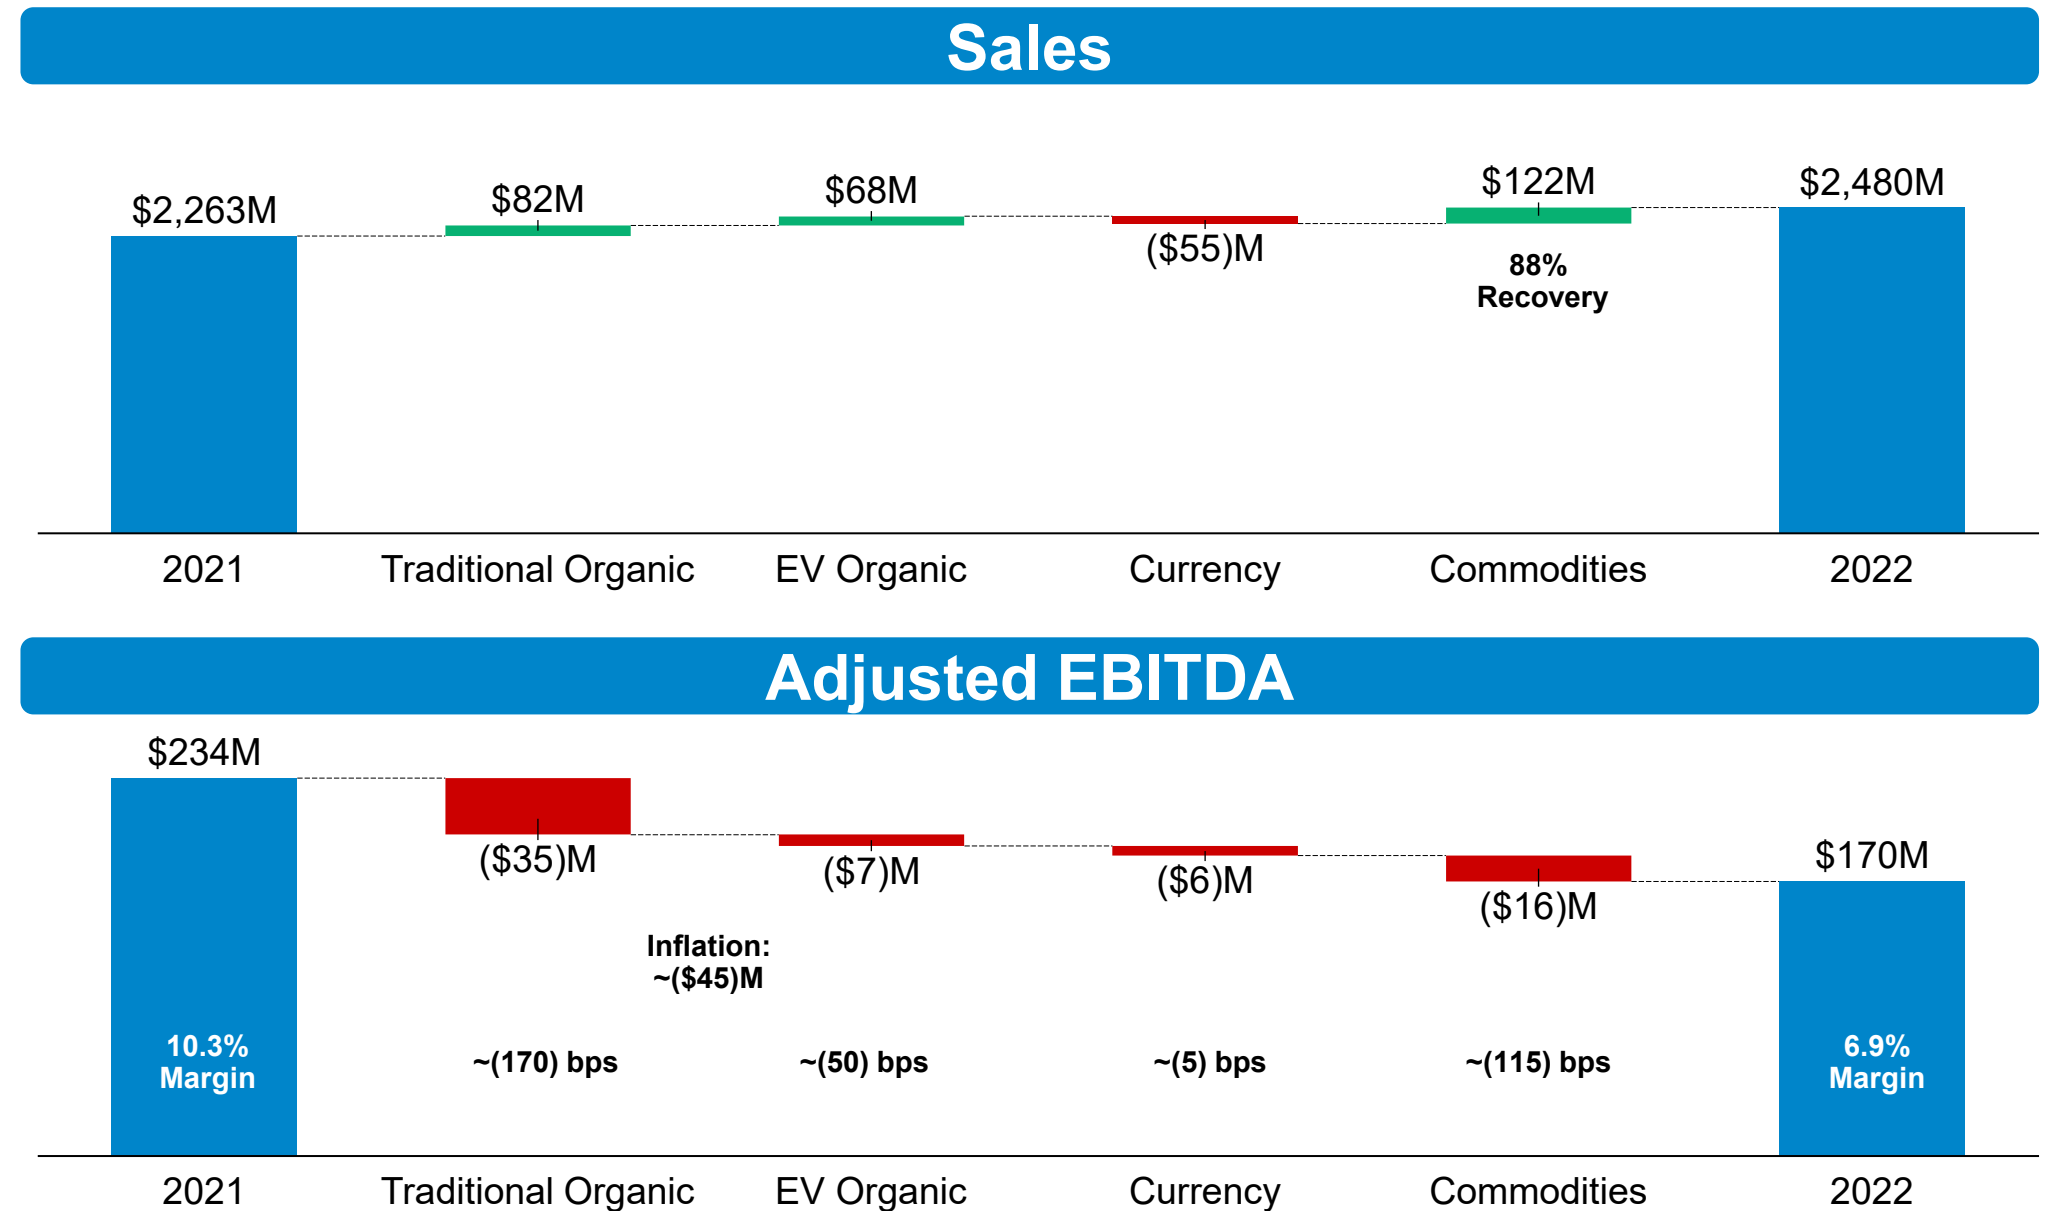 Sales
$2,263M
$82M
$68M
($55)M
$122M
$2,480M
88%
Recovery
2021
Traditional Organic
EV Organic
Currency
Commodities
2022
Adjusted EBITDA
$234M
($35)M
($7)M
($6)M
($16)M
$170M
Inflation:
~($45)M
10.3%
Margin
~(170) bps
~(50) bps
~(5) bps
~(115) bps
6.9%
Margin
2021
Traditional Organic
EV Organic
Currency
Commodities
2022